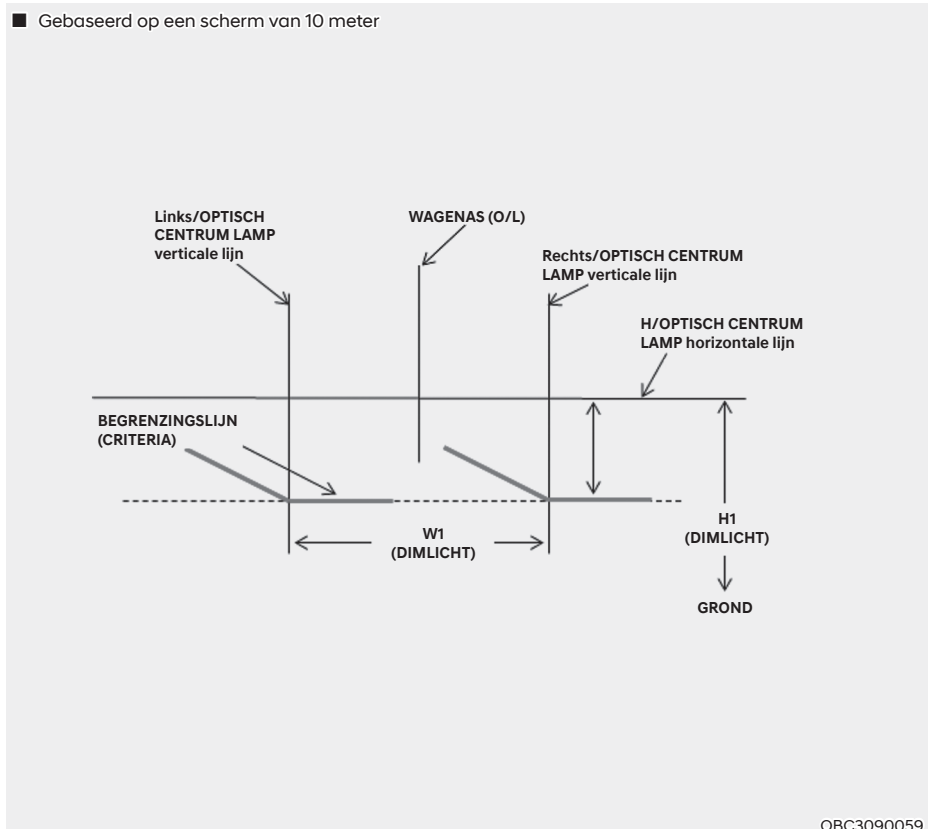 ■ Gebaseerd op een scherm van 10 meter
Links/OPTISCH
CENTRUM LAMP
verticale lijn
WAGENAS (O/L)
Rechts/OPTISCH CENTRUM
LAMP verticale lijn
H/OPTISCH CENTRUM
LAMP horizontale lijn
BEGRENZINGSLIJN
(CRITERIA)
W1
(DIMLICHT)
H1
(DIMLICHT)
GROND
OBC3090059